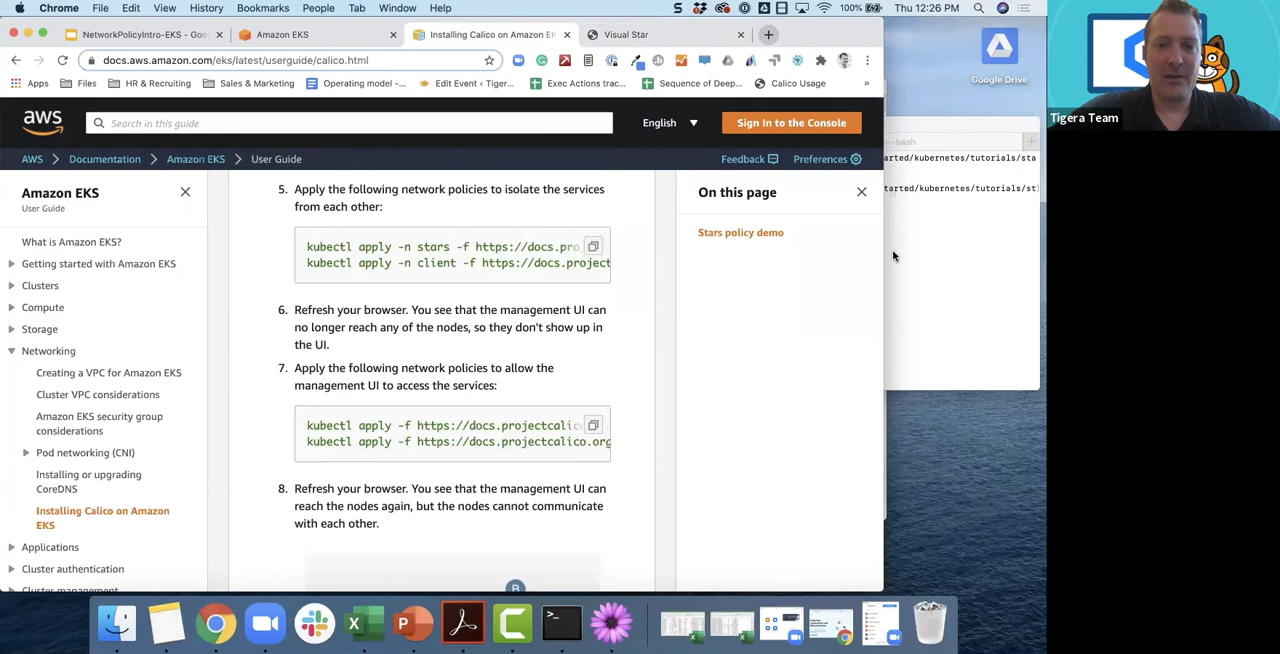 Chrome File Edit View History Bookmarks People Tab Window Help 100% Thu 12:26 PM
NetworkPolicyIntro-EKS - Goo
Amazon EKS
Installing Calico on Amazon EK
Visual Star
docs.aws.amazon.com/eks/latest/userguide/calico.html
Apps Files HR & Recruiting Sales & Marketing Operating model... Edit Event < Tiger... Exec Actions trac... Sequence of Deep... Calico Usage »
Google Drive
Tigera Team
aws
Search in this guide
English
Sign In to the Console
AWS Documentation Amazon EKS User Guide
Feedback
Preferences
--bash
arted/kubernetes/tutorials/sta
arted/kubernetes/tutorials/st
Amazon EKS
User Guide
What is Amazon EKS?
Getting started with Amazon EKS
Clusters
Compute
Storage
Networking
Creating a VPC for Amazon EKS
Cluster VPC considerations
Amazon EKS security group
considerations
Pod networking (CNI)
Installing or upgrading
CoreDNS
Installing Calico on Amazon
EKS
Applications
Cluster authentication
Cluster management
5. Apply the following network policies to isolate the services
from each other:
kubectl apply -n stars -f https://docs.pro
kubectl apply -n client -f https://docs.project
6. Refresh your browser. You see that the management UI can
no longer reach any of the nodes, so they don't show up in
the UI.
7. Apply the following network policies to allow the
management UI to access the services:
kubectl apply -f https://docs.projectcalic
kubectl apply -f https://docs.projectcalico.org
8. Refresh your browser. You see that the management UI can
reach the nodes again, but the nodes cannot communicate
with each other.
B
On this page
Stars policy demo